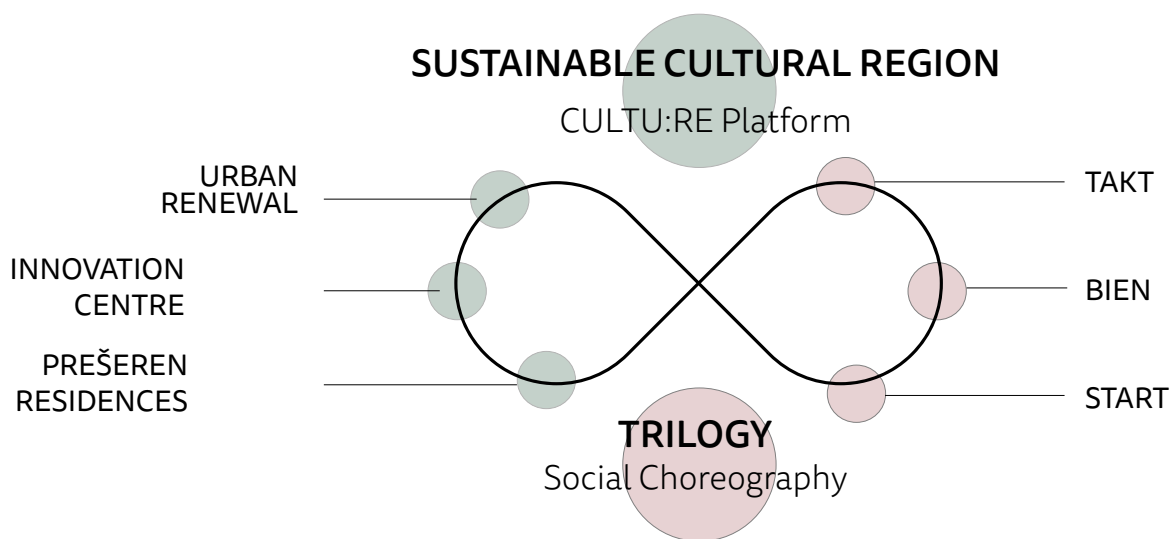 SUSTAINABLE CULTURAL REGION
CULTU:RE Platform
URBAN
RENEWAL
INNOVATION
CENTRE
PREŠEREN
RESIDENCES
TAKT
BIEN
START
TRILOGY
Social Choreography